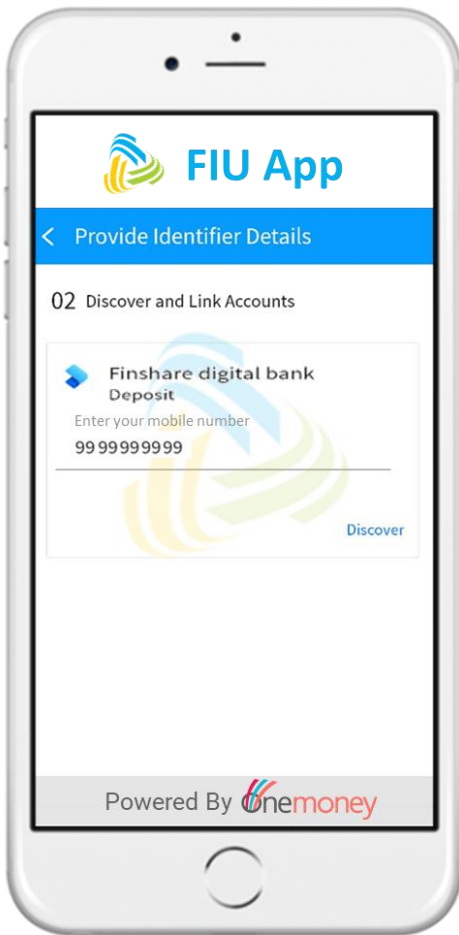 FIU App
< Provide Identifier Details
02 Discover and Link Accounts
Finshare digital bank
Deposit
Enter your mobile number
9999999999
Discover
Powered By Onemoney